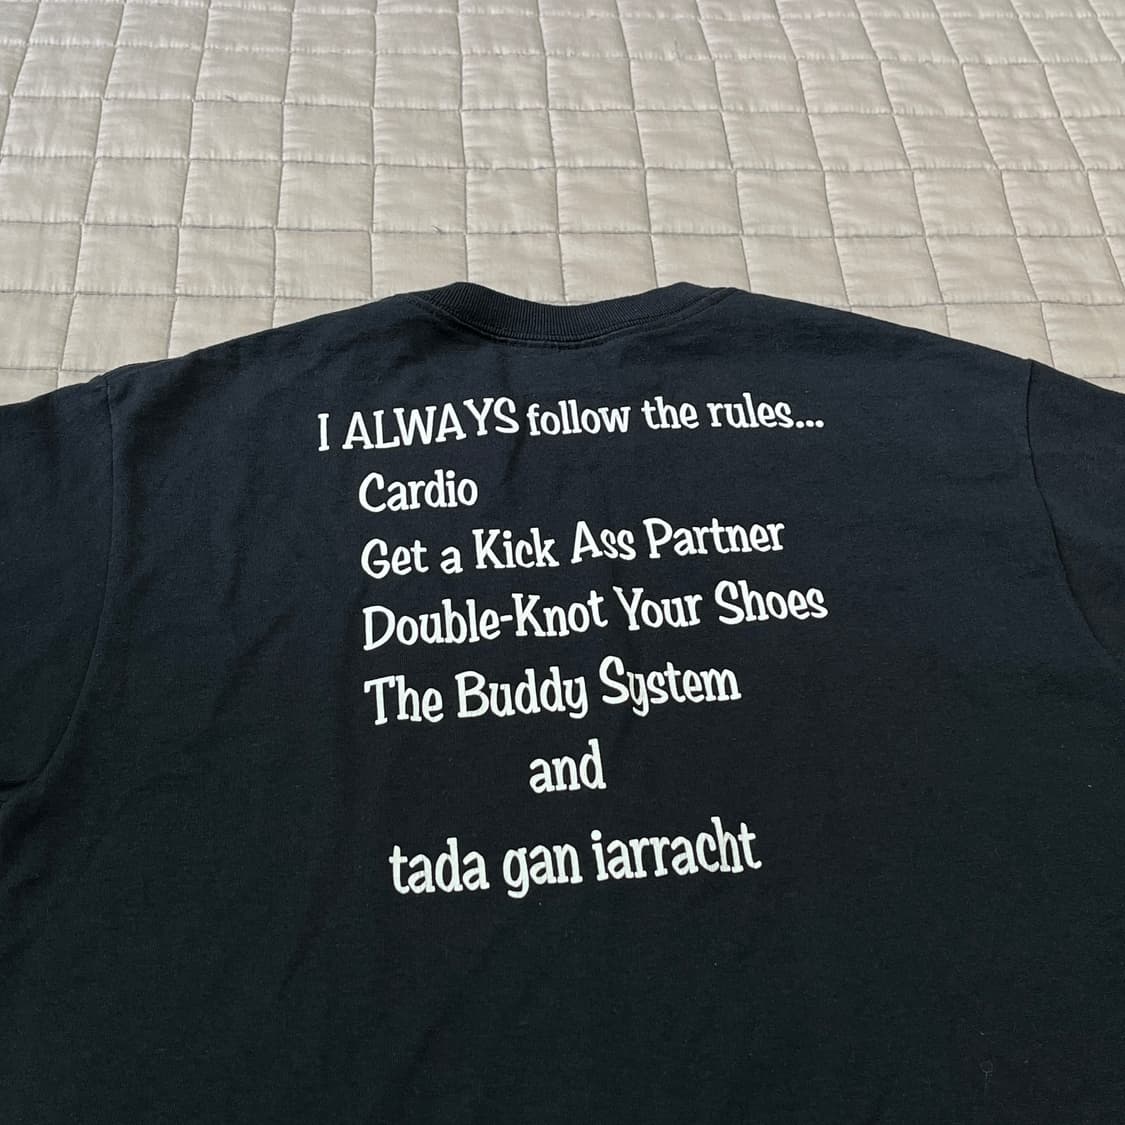 I ALWAYS follow the rules...
Cardio
Get a Kick Ass Partner
Double-Knot Your Shoes
The Buddy System
and
tada gan iarracht